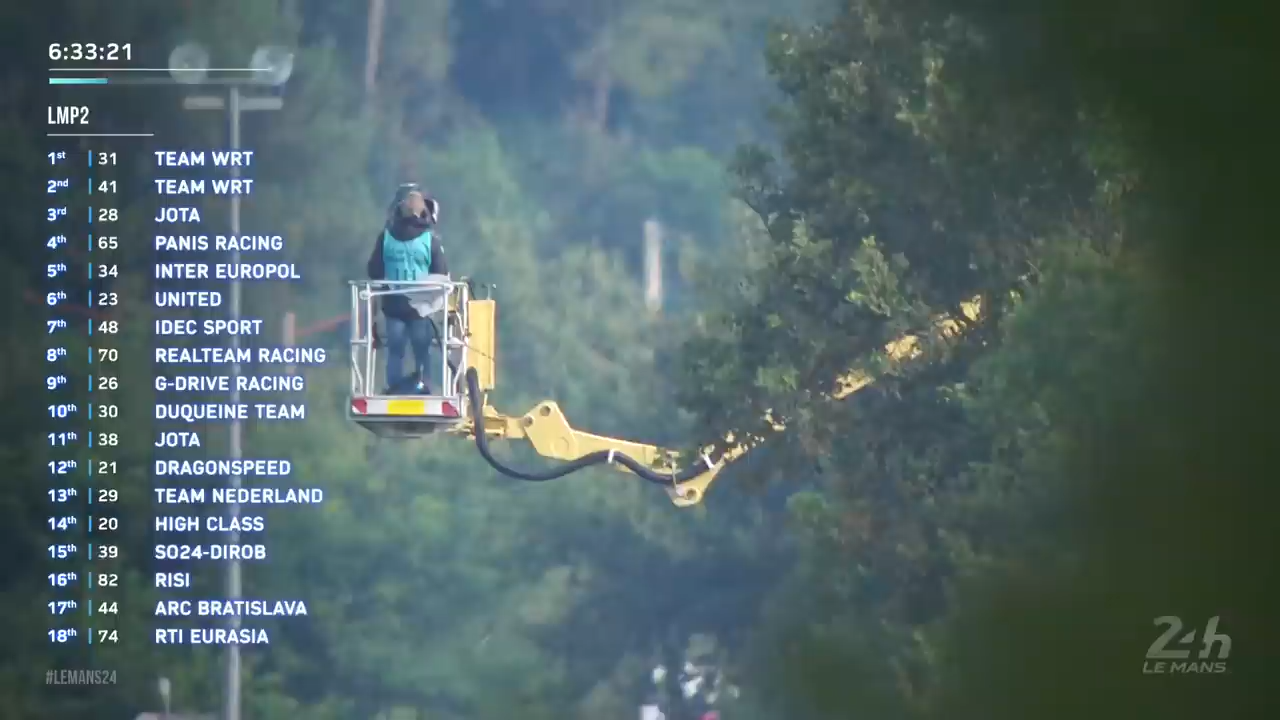 6:33:21
LMP2
1st 31 TEAM WRT
2nd 41 TEAM WRT
3rd 28 JOTA
4th 65 PANIS RACING
5th 34 INTER EUROPOL
6th 23 UNITED
7th 48 IDEC SPORT
8th 70 REALTEAM RACING
9th 26 G-DRIVE RACING
10th 30 DUQUEINE TEAM
11th 38 JOTA
12th 21 DRAGONSPEED
13th 29 TEAM NEDERLAND
14th 20 HIGH CLASS
15th 39 SO24-DIROB
16th 82 RISI
17th 44 ARC BRATISLAVA
18th 74 RTI EURASIA
#LEMANS24
24h
LE MANS